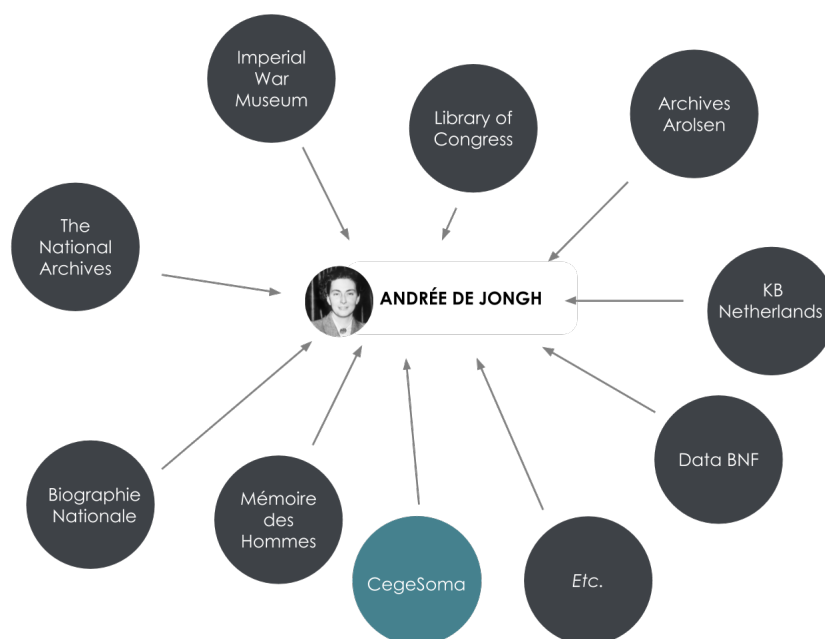 Imperial
War
Museum
Library of
Congress
Archives
Arolsen
The
National
Archives
ANDRÉE DE JONGH
KB
Netherlands
Data BNF
Biographie
Nationale
Mémoire
des
Hommes
CegeSoma
Etc.